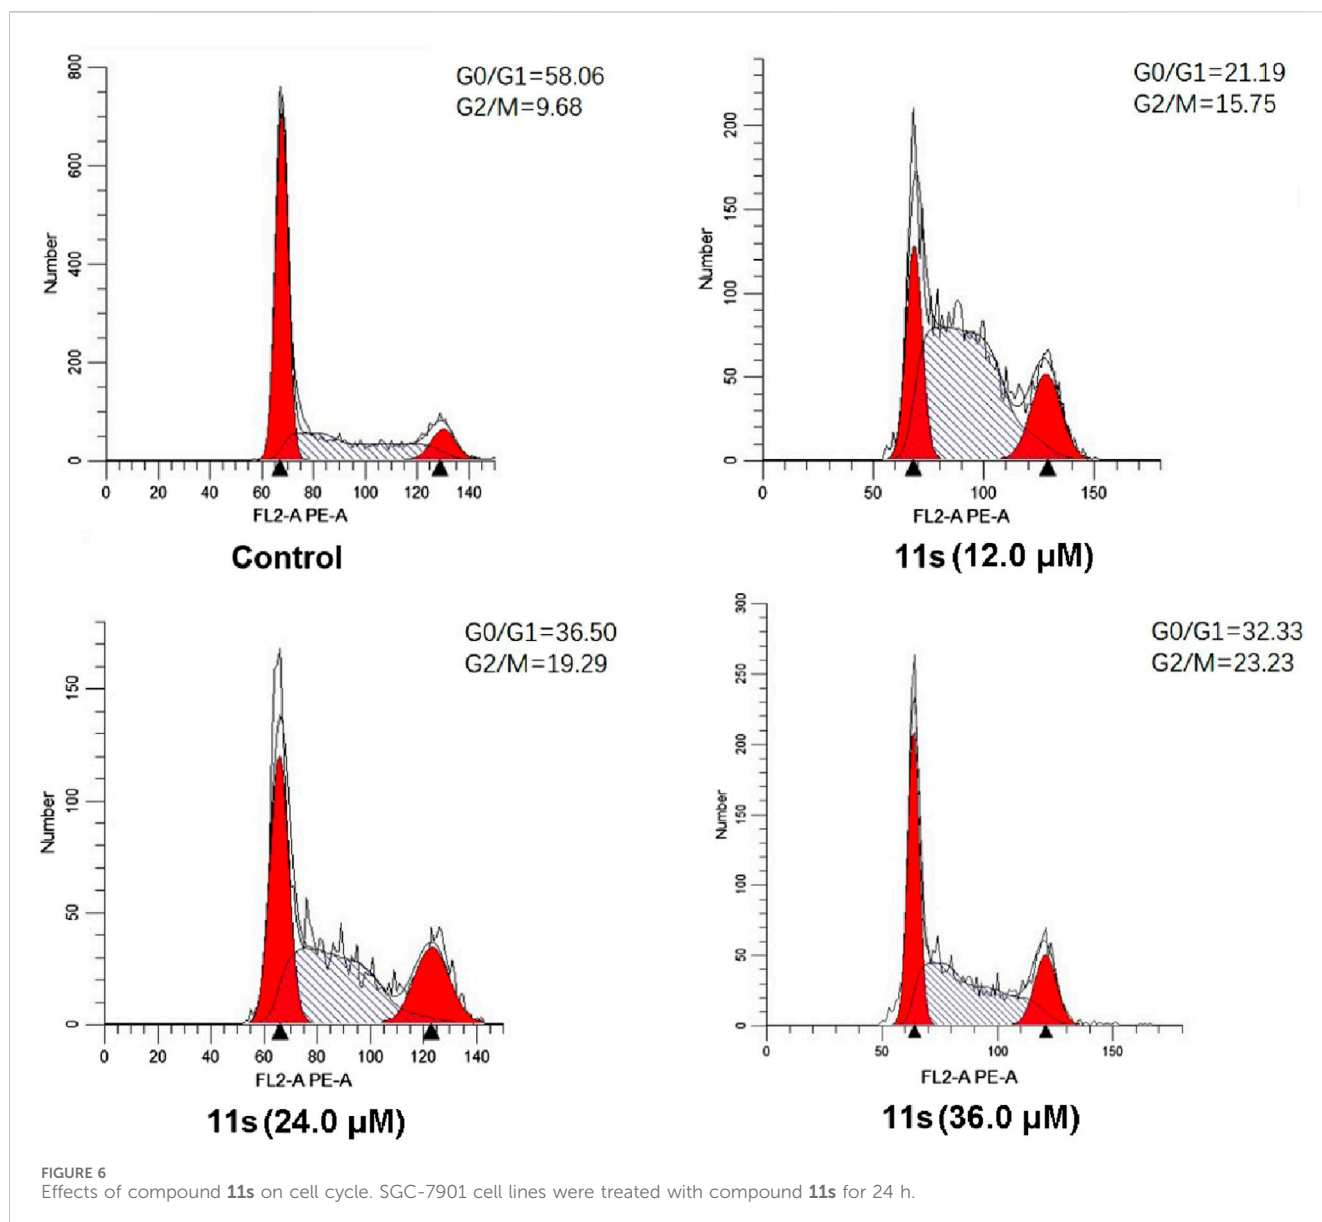 G0/G1=58.06
G2/M=9.68
800
600
400
200
0
Number
0 20 40 60 80 100 120 140
FL2-A PE-A
Control
G0/G1=21.19
G2/M=15.75
200
150
100
50
0
Number
0 50 100 150
FL2-A PE-A
11s (12.0 µM)
G0/G1=36.50
G2/M=19.29
150
100
50
0
Number
0 20 40 60 80 100 120 140
FL2-A PE-A
11s (24.0 µM)
G0/G1=32.33
G2/M=23.23
300
250
200
150
100
50
0
Number
0 50 100 150
FL2-A PE-A
11s (36.0 µM)
FIGURE 6
Effects of compound 11s on cell cycle. SGC-7901 cell lines were treated with compound 11s for 24 h.